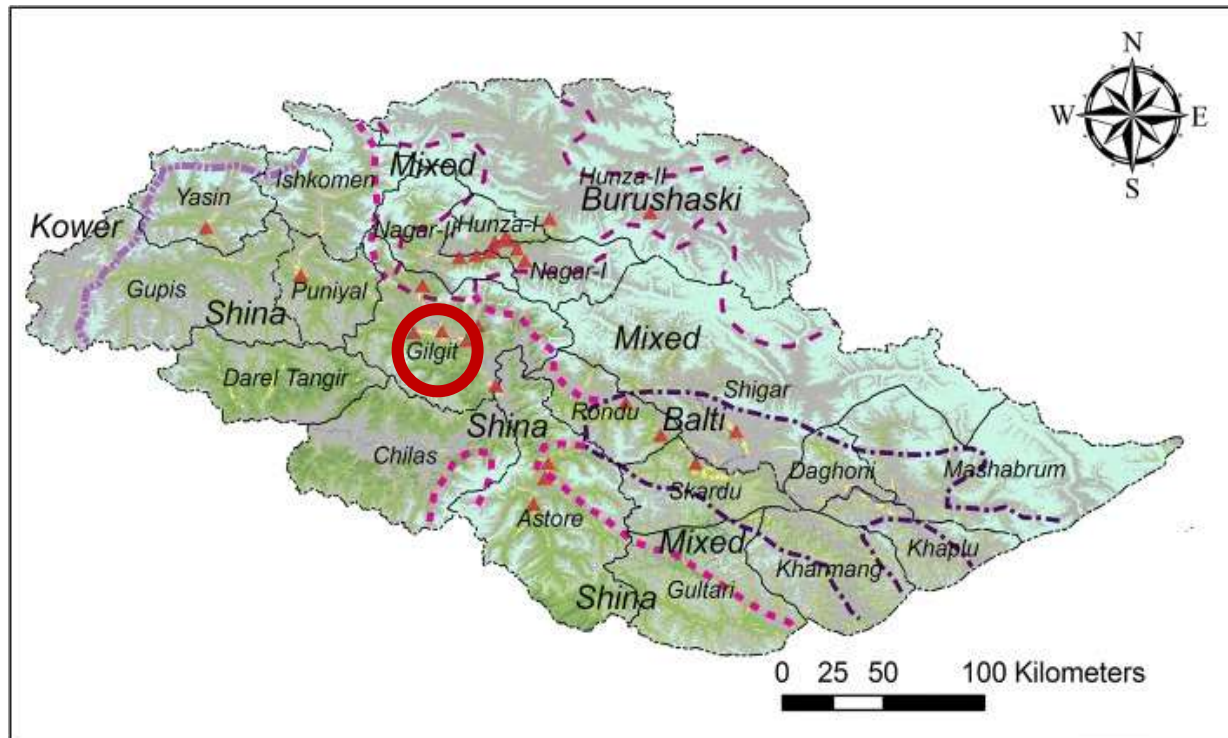 N
W E
S
Mixed
Ishkomen
Hunza-II
Yasin
Burushaski
Kower
Nagar-II
Hunza-I
Nagar-I
Gupis
Puniyal
Shina
Mixed
Gilgit
Darel Tangir
Shigar
Rondu
Balti
Shina
Chilas
Daghoni
Mashabrum
Skardu
Astore
Mixed
Khaplu
Kharmang
Gultari
Shina
0 25 50 100 Kilometers